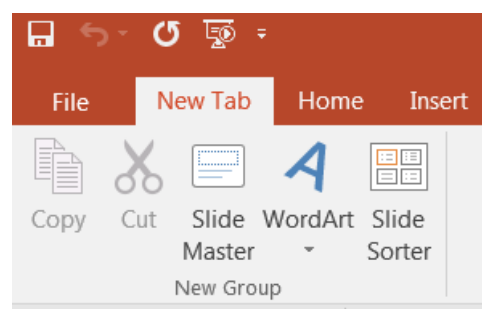 File New Tab Home Insert
Copy Cut Slide Master WordArt Slide Sorter
New Group